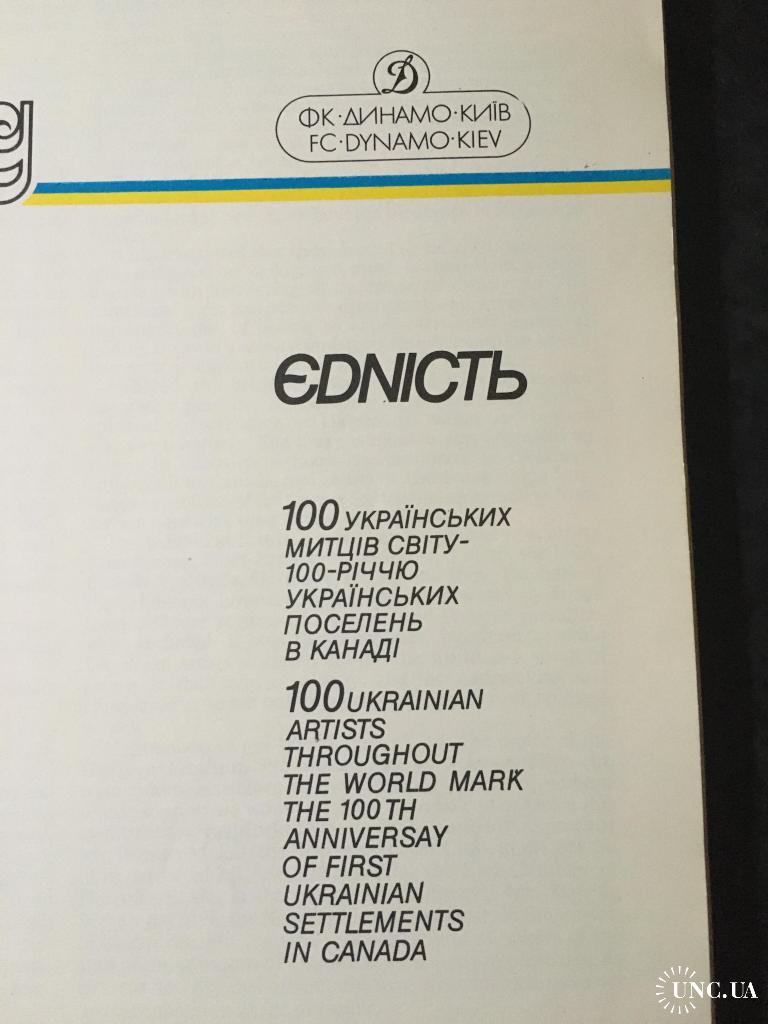 ФК·ДИНАМО·КИЇВ
FC·DYNAMO·KIEV
ЄDNІСТЬ
100 УКРАЇНСЬКИХ
МИТЦІВ СВІТУ-
100-РІЧЧЮ
УКРАЇНСЬКИХ
ПОСЕЛЕНЬ
В КАНАДІ
100 UKRAINIAN
ARTISTS
THROUGHOUT
THE WORLD MARK
THE 100TH
ANNIVERSAY
OF FIRST
UKRAINIAN
SETTLEMENTS
IN CANADA
UNC.UA